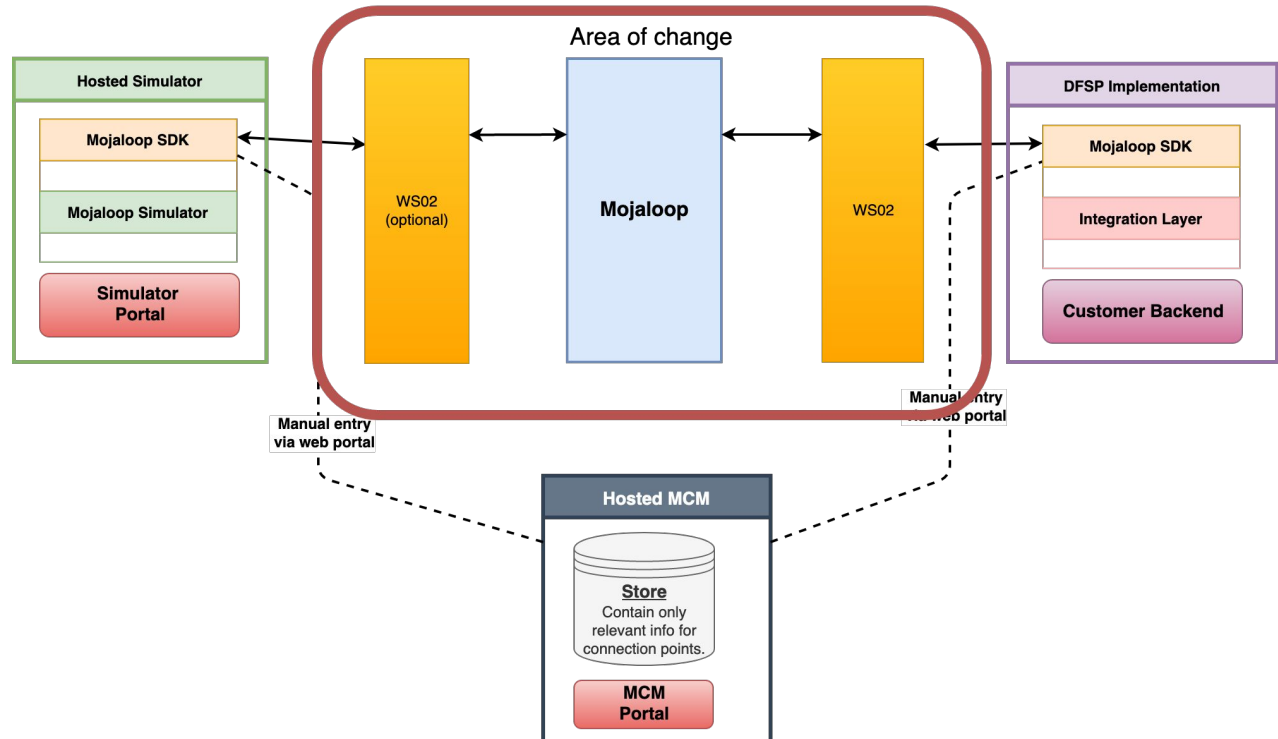 Area of change
Hosted Simulator
Mojaloop SDK
Mojaloop Simulator
Simulator
Portal
WS02
(optional)
Mojaloop
WS02
DFSP Implementation
Mojaloop SDK
Integration Layer
Customer Backend
Manual entry
via web portal
Manual entry
via web portal
Hosted MCM
Store
Contain only
relevant info for
connection points.
MCM
Portal